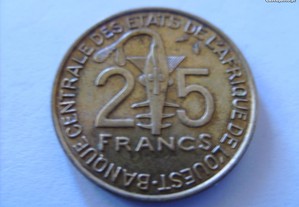 BANQUE CENTRALE DES ETATS DE L'AFRIQUE DE L'OUEST •
25
FRANCS